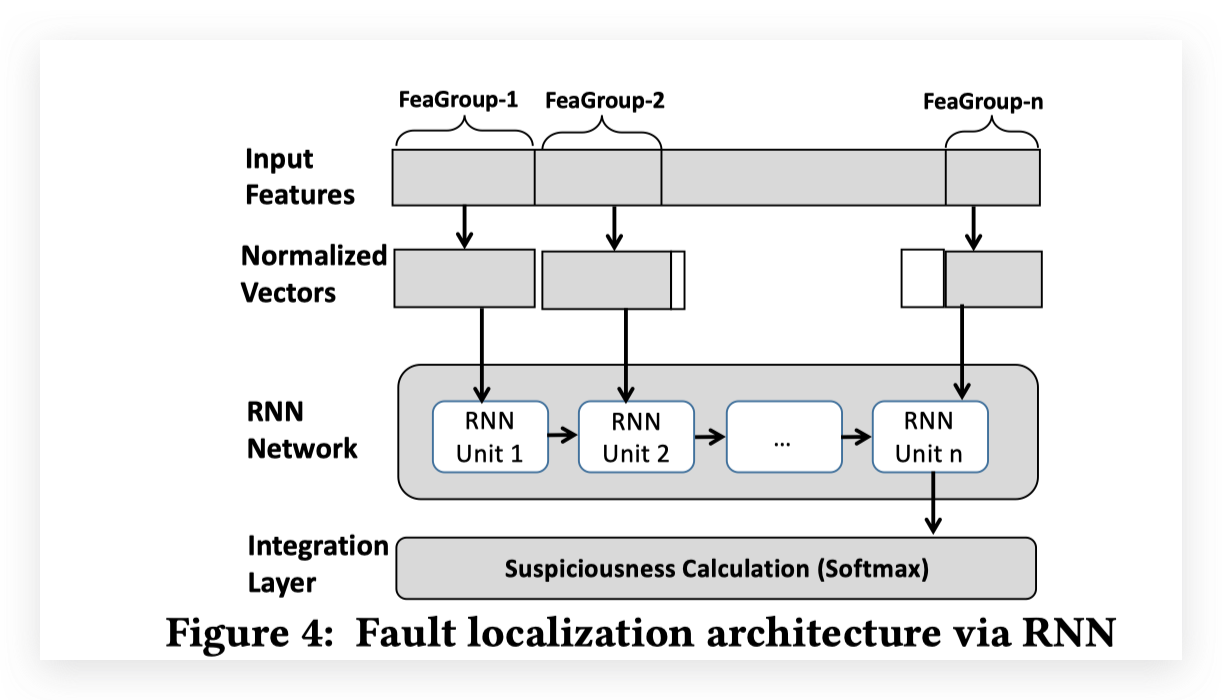 FeaGroup-1 FeaGroup-2 FeaGroup-n
Input
Features
Normalized
Vectors
RNN
Network
RNN
Unit 1
RNN
Unit 2
...
RNN
Unit n
Integration
Layer
Suspiciousness Calculation (Softmax)
Figure 4: Fault localization architecture via RNN